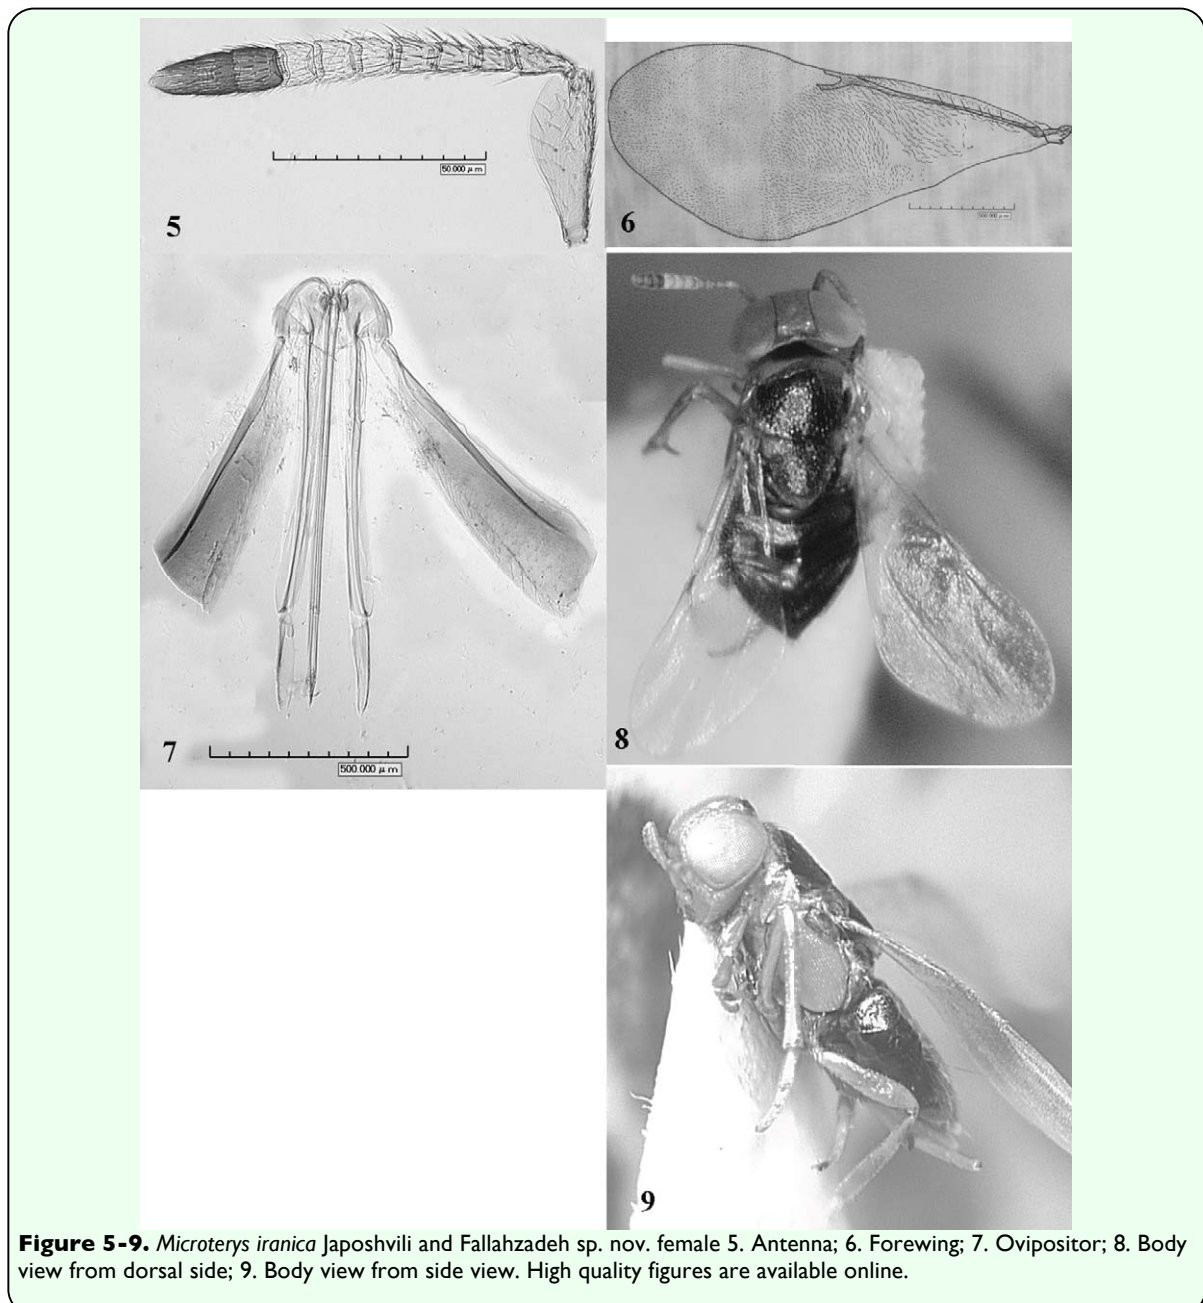 5
50.000 μm
6
500.000 μm
7
500.000 μm
8
9
Figure 5-9. Microterys iranica Japoshvili and Fallahzadeh sp. nov. female 5. Antenna; 6. Forewing; 7. Ovipositor; 8. Body
view from dorsal side; 9. Body view from side view. High quality figures are available online.